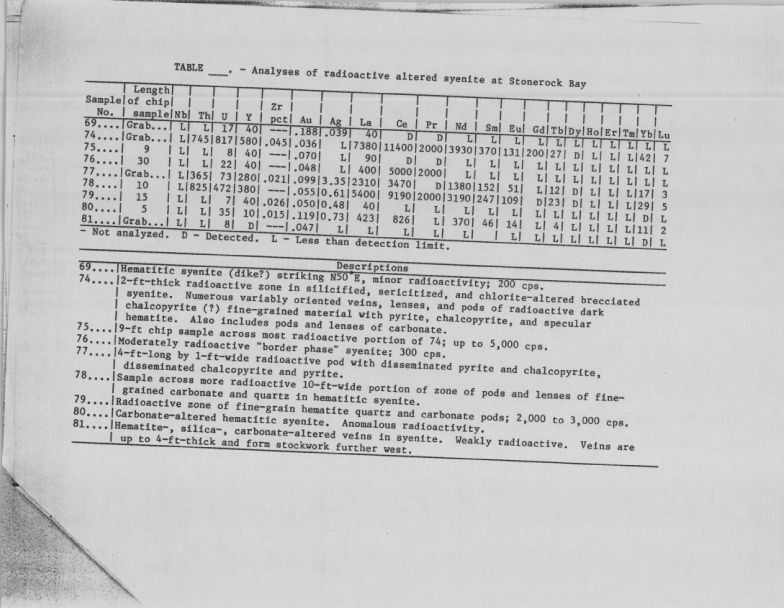 TABLE ___. - Analyses of radioactive altered syenite at Stonerock Bay
Length
Sample|of chip| Zr
No. | sample|Nb| Th| U | Y | pct| Au | Ag | La | Ce | Pr | Nd | Sm| Eu| Gd|Tb|Dy|Ho|Er|Tm|Yb|Lu
69....|Grab...| L| L| 17| 40| ---|.188|.039| 40| D| D| L| L| L| L| L| L| L| L| L| L| L
74....|Grab...| L|745|817|580|.045|.036| L|7380|11400|2000|3930|370|131|200|27| D| L| L| L|42| 7
75....| 9 | L| L| 8| 40| ---|.070| L| 90| D| D| L| L| L| L| L| L| L| L| L| L| L
76....| 30 | L| L| 22| 40| ---|.048| L| 400| 5000|2000| L| L| L| L| L| L| L| L| L| L| L
77....|Grab...| L|365| 73|280|.021|.099|3.35|2310| 3470| D|1380|152| 51| L|12| D| L| L| L|17| 3
78....| 10 | L|825|472|380| ---|.055|0.61|5400| 9190|2000|3190|247|109| D|23| D| L| L| L|29| 5
79....| 15 | L| L| 7| 40|.026|.050|0.48| 40| L| L| L| L| L| L| L| L| L| L| L| D| L
80....| 5 | L| L| 35| 10|.015|.119|0.73| 423| 826| L| 370| 46| 14| L| 4| L| L| L| L|11| 2
81....|Grab...| L| L| 8| D| ---|.047| L| L| L| L| L| L| | L| L| L| L| L| L| D| L
- Not analyzed. D - Detected. L - Less than detection limit.
Descriptions
69....|Hematitic syenite (dike?) striking N50°E, minor radioactivity; 200 cps.
74....|2-ft-thick radioactive zone in silicified, sericitized, and chlorite-altered brecciated
| syenite. Numerous variably oriented veins, lenses, and pods of radioactive dark
| chalcopyrite (?) fine-grained material with pyrite, chalcopyrite, and specular
| hematite. Also includes pods and lenses of carbonate.
75....|9-ft chip sample across most radioactive portion of 74; up to 5,000 cps.
76....|Moderately radioactive "border phase" syenite; 300 cps.
77....|4-ft-long by 1-ft-wide radioactive pod with disseminated pyrite and chalcopyrite,
| disseminated chalcopyrite and pyrite.
78....|Sample across more radioactive 10-ft-wide portion of zone of pods and lenses of fine-
| grained carbonate and quartz in hematitic syenite.
79....|Radioactive zone of fine-grain hematite quartz and carbonate pods; 2,000 to 3,000 cps.
80....|Carbonate-altered hematitic syenite. Anomalous radioactivity.
81....|Hematite-, silica-, carbonate-altered veins in syenite. Weakly radioactive. Veins are
| up to 4-ft-thick and form stockwork further west.